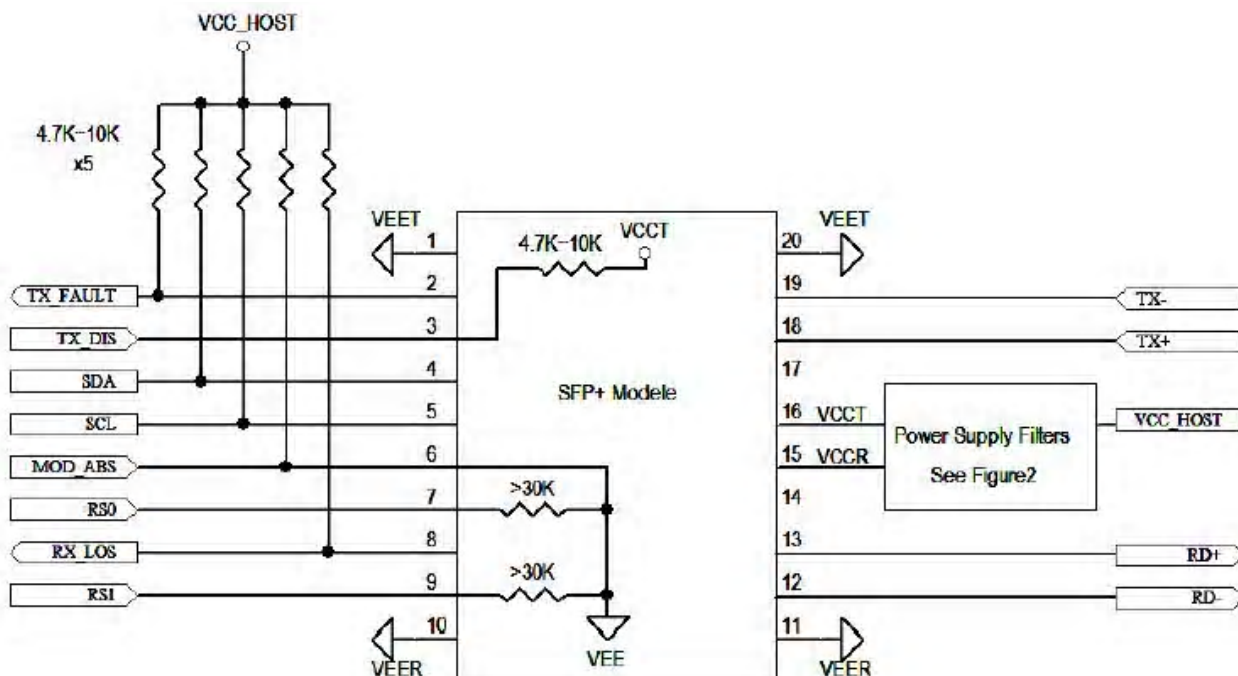 VCC_HOST
4.7K-10K
x5
VEET
1
4.7K-10K
VCCT
20
VEET
TX_FAULT
2
19
TX-
TX_DIS
3
18
TX+
SDA
4
17
SFP+ Modele
SCL
5
16
VCCT
Power Supply Filters
See Figure2
VCC_HOST
MOD_ABS
6
15
VCCR
RS0
7
>30K
14
RX_LOS
8
13
RD+
RS1
9
>30K
12
RD-
10
VEER
VEE
11
VEER